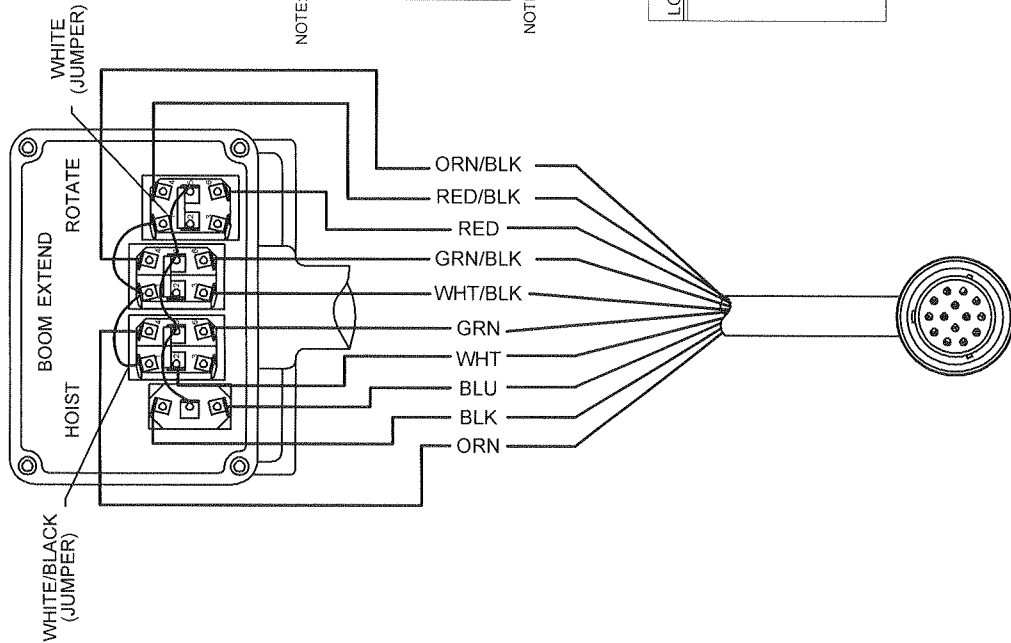 WHITE
(JUMPER)
NOTE
NOTE
BOOM EXTEND
ROTATE
HOIST
WHITE/BLACK
(JUMPER)
ORN/BLK
RED/BLK
RED
GRN/BLK
WHT/BLK
GRN
WHT
BLU
BLK
ORN